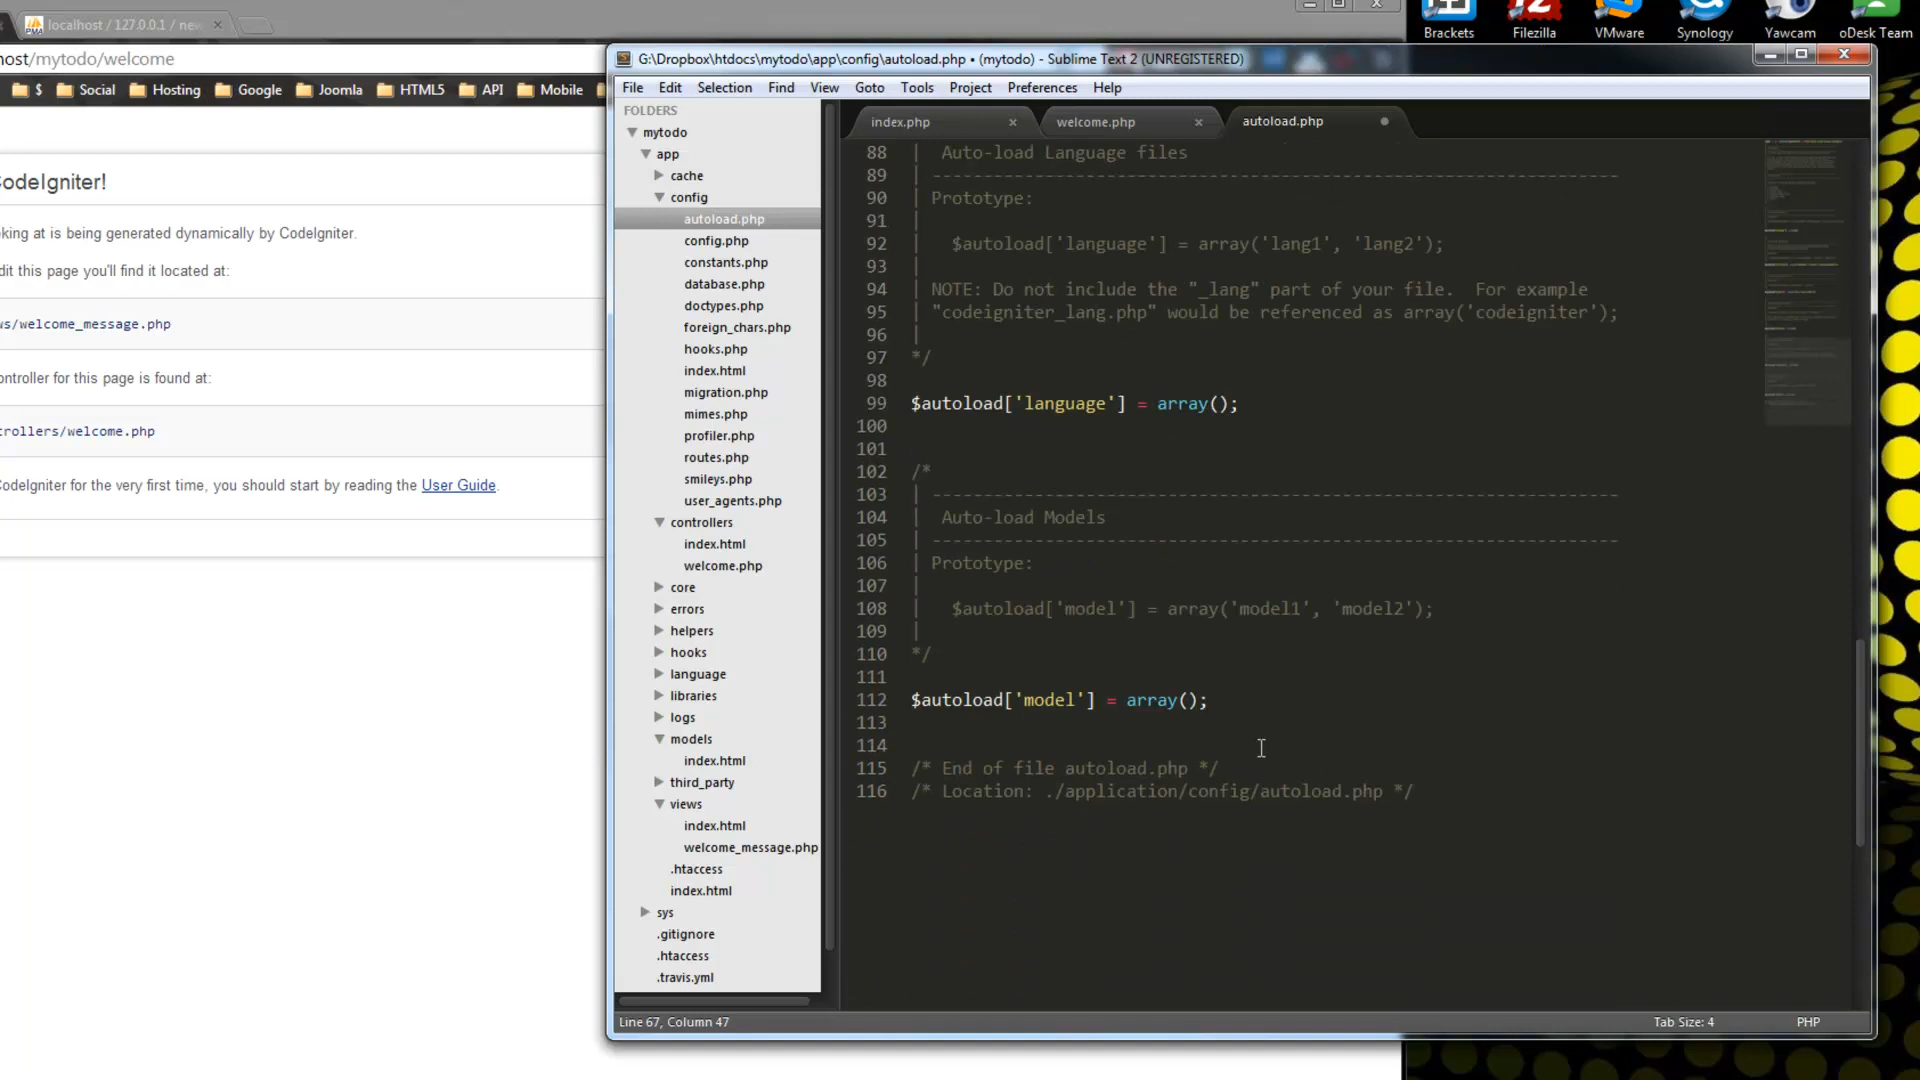 localhost / 127.0.0.1 / new
ost/mytodo/welcome
$ Social Hosting Google Joomla HTML5 API Mobile
CodeIgniter!
king at is being generated dynamically by CodeIgniter.
dit this page you'll find it located at:
ws/welcome_message.php
ontroller for this page is found at:
trollers/welcome.php
CodeIgniter for the very first time, you should start by reading the User Guide.
Brackets Filezilla VMware Synology Yawcam oDesk Team
G:\Dropbox\htdocs\mytodo\app\config\autoload.php • (mytodo) - Sublime Text 2 (UNREGISTERED)
File Edit Selection Find View Goto Tools Project Preferences Help
FOLDERS
mytodo
app
cache
config
autoload.php
config.php
constants.php
database.php
doctypes.php
foreign_chars.php
hooks.php
index.html
migration.php
mimes.php
profiler.php
routes.php
smileys.php
user_agents.php
controllers
index.html
welcome.php
core
errors
helpers
hooks
language
libraries
logs
models
index.html
third_party
views
index.html
welcome_message.php
.htaccess
index.html
sys
.gitignore
.htaccess
.travis.yml
index.php welcome.php autoload.php
88 | Auto-load Language files
89 | -------------------------------------------------------------------
90 | Prototype:
91 |
92 | $autoload['language'] = array('lang1', 'lang2');
93 |
94 | NOTE: Do not include the "_lang" part of your file. For example
95 | "codeigniter_lang.php" would be referenced as array('codeigniter');
96 |
97 */
98
99 $autoload['language'] = array();
100
101
102 /*
103 | -------------------------------------------------------------------
104 | Auto-load Models
105 | -------------------------------------------------------------------
106 | Prototype:
107 |
108 | $autoload['model'] = array('model1', 'model2');
109 |
110 */
111
112 $autoload['model'] = array();
113
114
115 /* End of file autoload.php */
116 /* Location: ./application/config/autoload.php */
Line 67, Column 47 Tab Size: 4 PHP